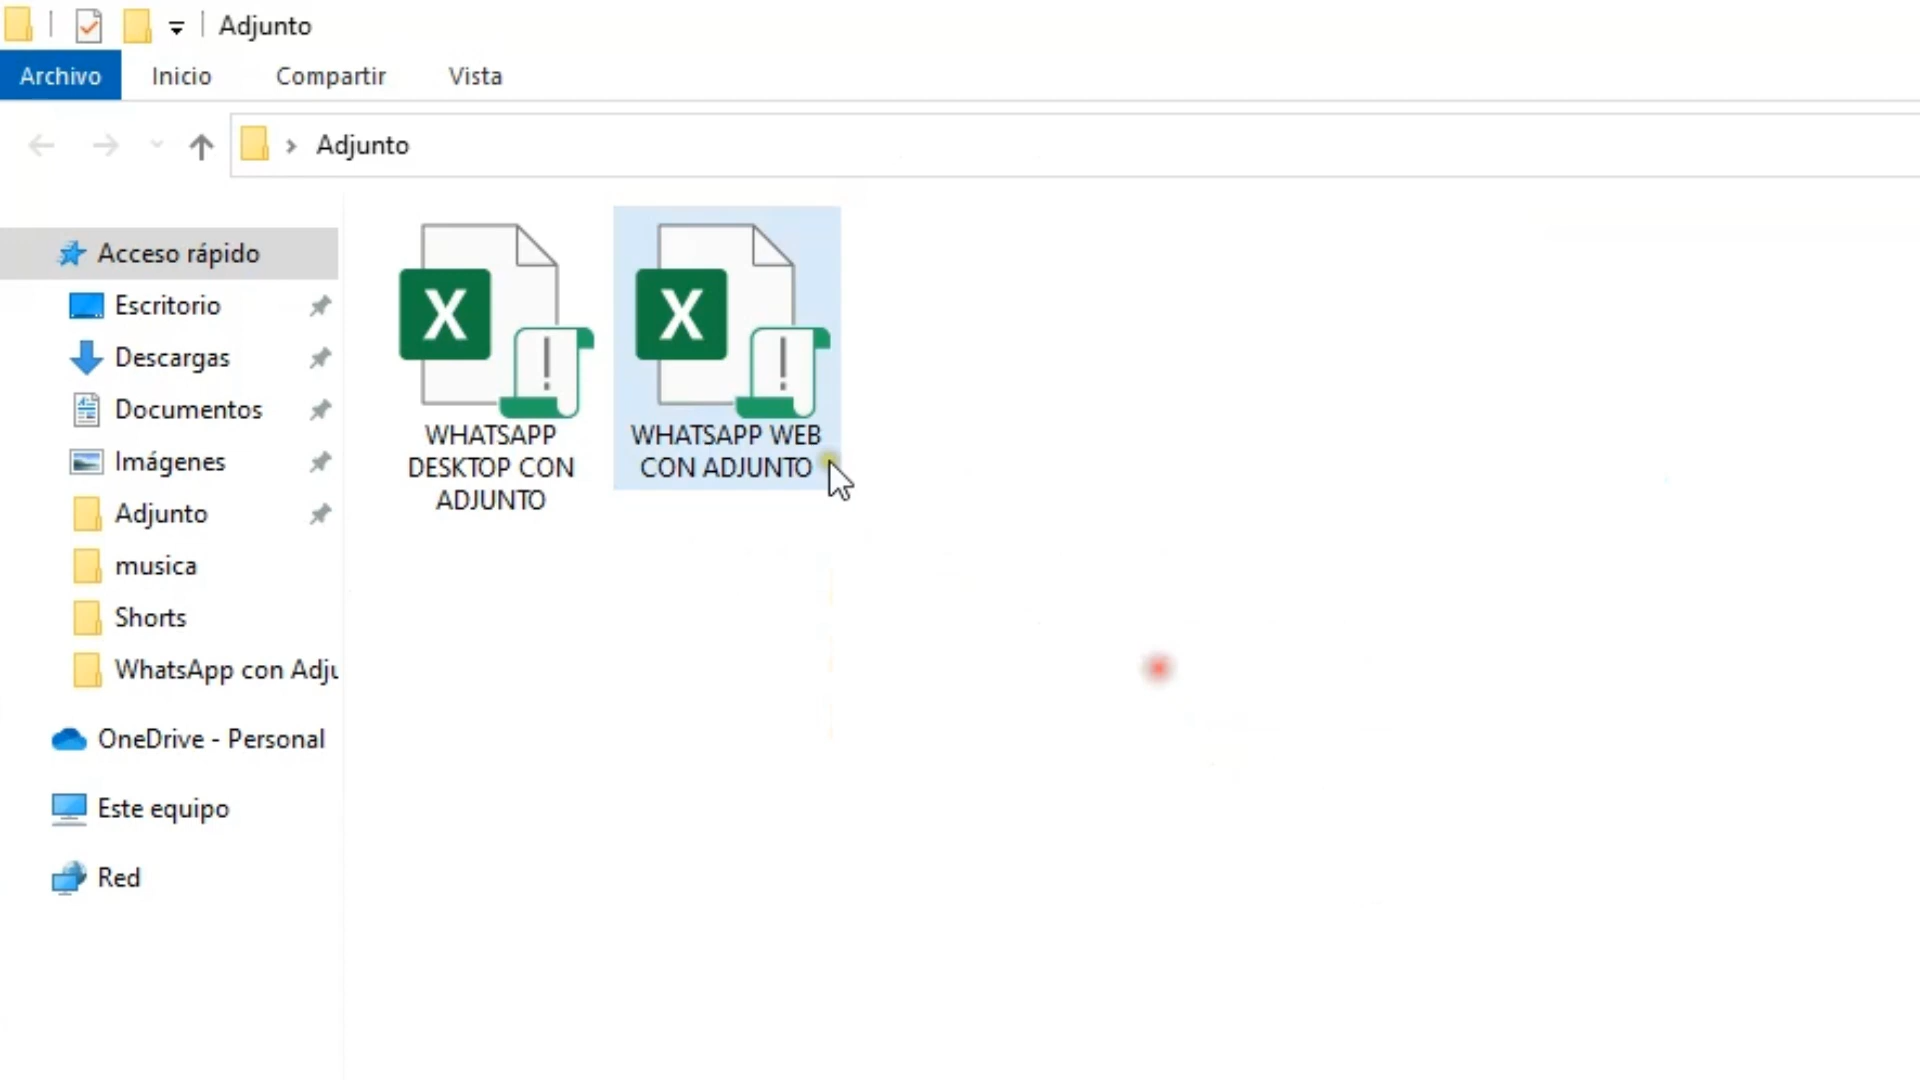 Adjunto
Archivo
Inicio
Compartir
Vista
Adjunto
Acceso rápido
Escritorio
Descargas
Documentos
Imágenes
Adjunto
musica
Shorts
WhatsApp con Adju
OneDrive - Personal
Este equipo
Red
X
WHATSAPP
DESKTOP CON
ADJUNTO
X
WHATSAPP WEB
CON ADJUNTO